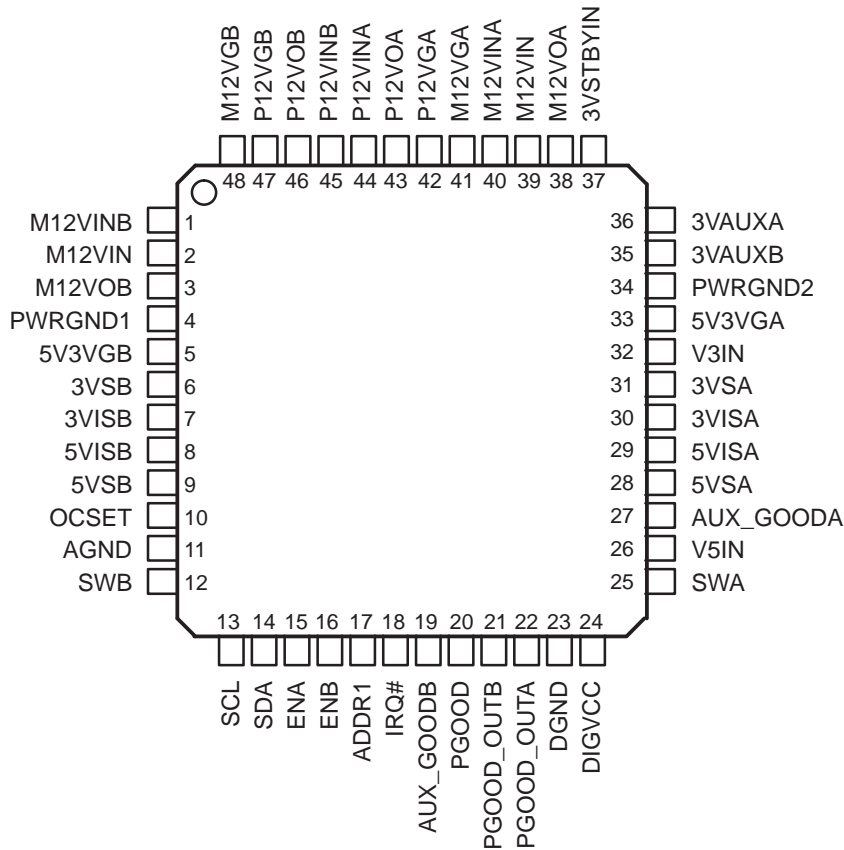 M12VGB
P12VGB
P12VOB
P12VINB
P12VINA
P12VOA
P12VGA
M12VGA
M12VINA
M12VIN
M12VOA
3VSTBYIN
48 47 46 45 44 43 42 41 40 39 38 37
M12VINB 1
M12VIN 2
M12VOB 3
PWRGND1 4
5V3VGB 5
3VSB 6
3VISB 7
5VISB 8
5VSB 9
OCSET 10
AGND 11
SWB 12
36 3VAUXA
35 3VAUXB
34 PWRGND2
33 5V3VGA
32 V3IN
31 3VSA
30 3VISA
29 5VISA
28 5VSA
27 AUX_GOODA
26 V5IN
25 SWA
13 14 15 16 17 18 19 20 21 22 23 24
SCL
SDA
ENA
ENB
ADDR1
IRQ#
AUX_GOODB
PGOOD
PGOOD_OUTB
PGOOD_OUTA
DGND
DIGVCC